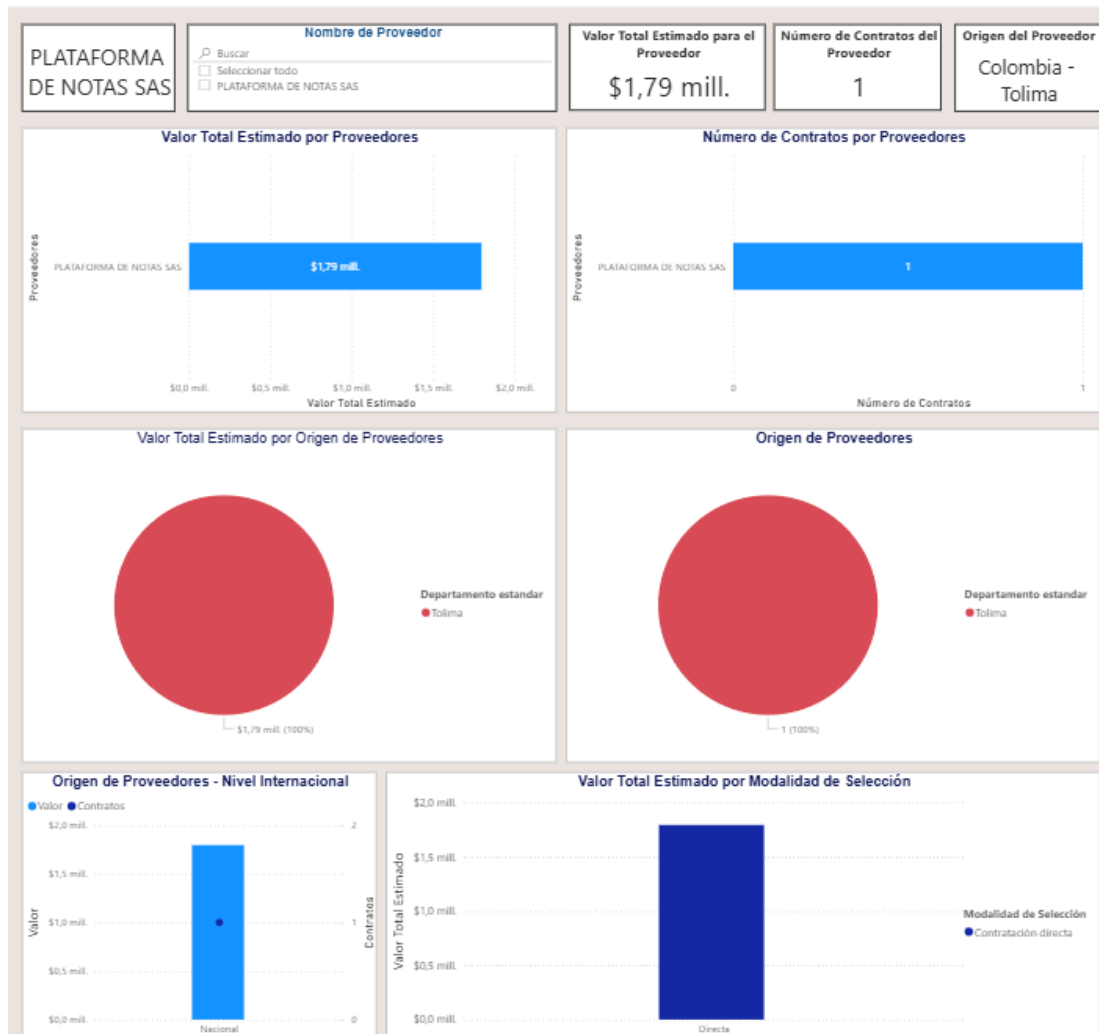 PLATAFORMA
DE NOTAS SAS
Nombre de Proveedor
Buscar
Seleccionar todo
PLATAFORMA DE NOTAS SAS
Valor Total Estimado para el
Proveedor
$1,79 mill.
Número de Contratos del
Proveedor
1
Origen del Proveedor
Colombia -
Tolima
Valor Total Estimado por Proveedores
Proveedores
PLATAFORMA DE NOTAS SAS
$1,79 mill.
$0,0 mill.
$0,5 mill.
$1,0 mill.
$1,5 mill.
$2,0 mill.
Valor Total Estimado
Número de Contratos por Proveedores
Proveedores
PLATAFORMA DE NOTAS SAS
1
0
1
Número de Contratos
Valor Total Estimado por Origen de Proveedores
Departamento estandar
Tolima
$1,79 mill. (100%)
Origen de Proveedores
Departamento estandar
Tolima
1 (100%)
Origen de Proveedores - Nivel Internacional
Valor
Contratos
$2,0 mill.
$1,5 mill.
$1,0 mill.
$0,5 mill.
$0,0 mill.
Valor
2
1
0
Contratos
Nacional
Valor Total Estimado por Modalidad de Selección
Valor Total Estimado
$2,0 mill.
$1,5 mill.
$1,0 mill.
$0,5 mill.
$0,0 mill.
Directa
Modalidad de Selección
Contratación directa